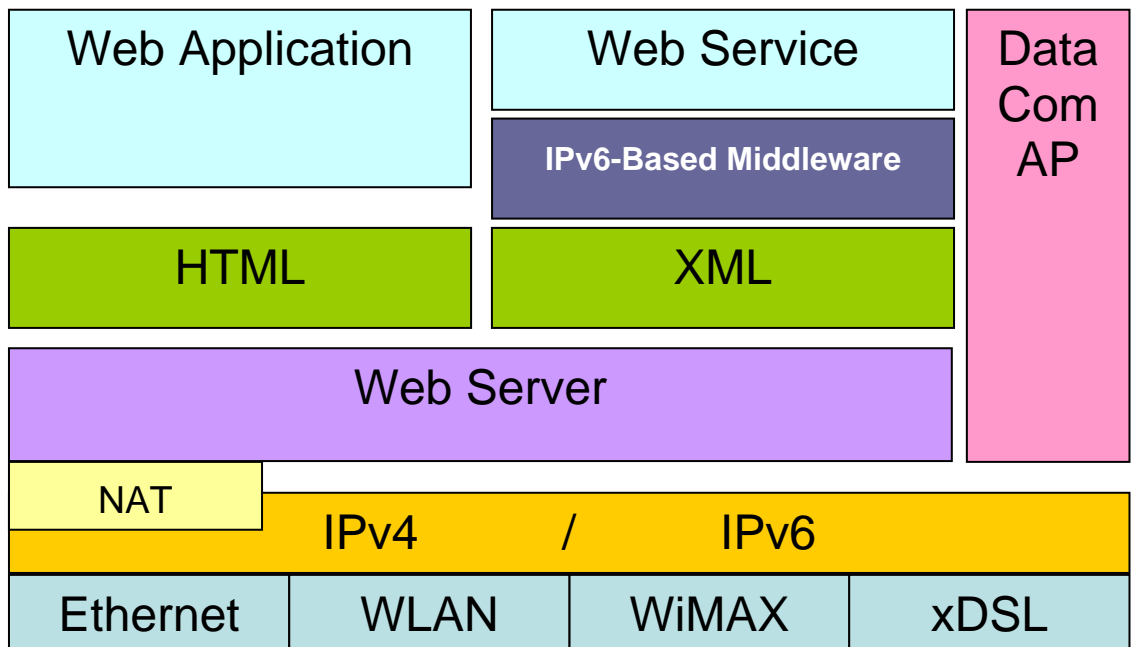 Web Application
Web Service
Data
Com
AP
IPv6-Based Middleware
HTML
XML
Web Server
NAT
IPv4 / IPv6
Ethernet
WLAN
WiMAX
xDSL